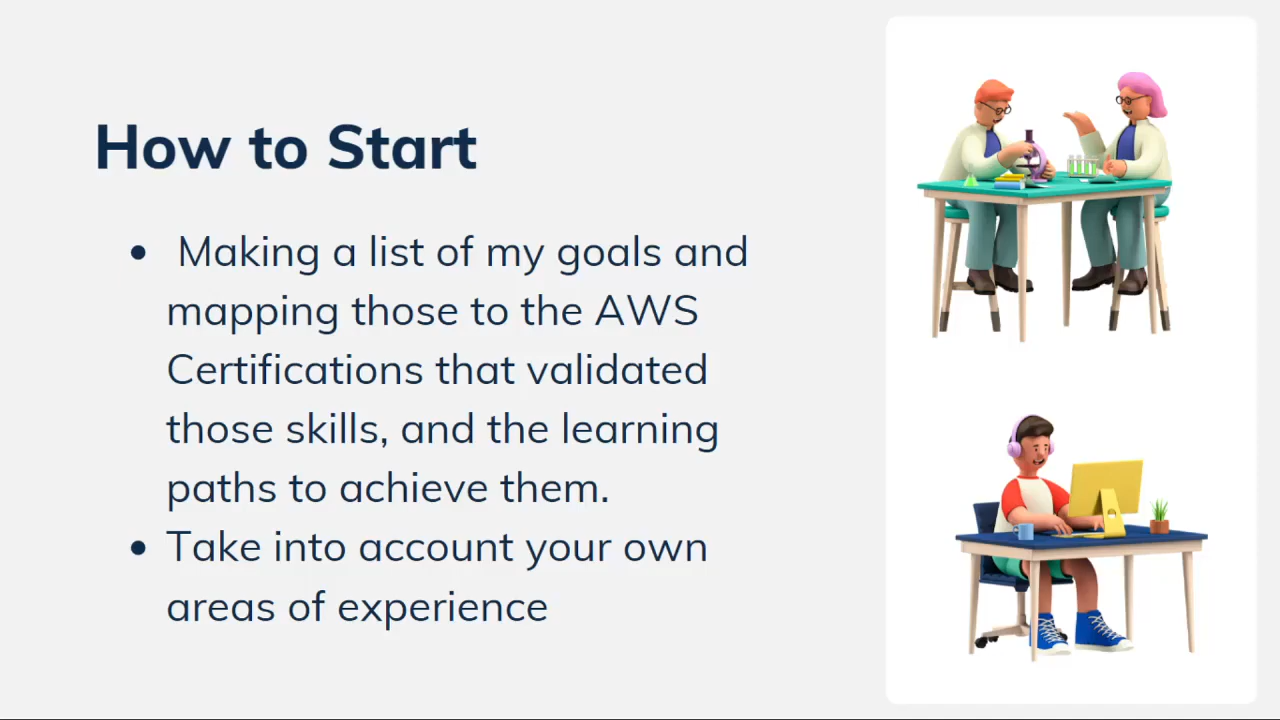 How to Start
• Making a list of my goals and
mapping those to the AWS
Certifications that validated
those skills, and the learning
paths to achieve them.
• Take into account your own
areas of experience